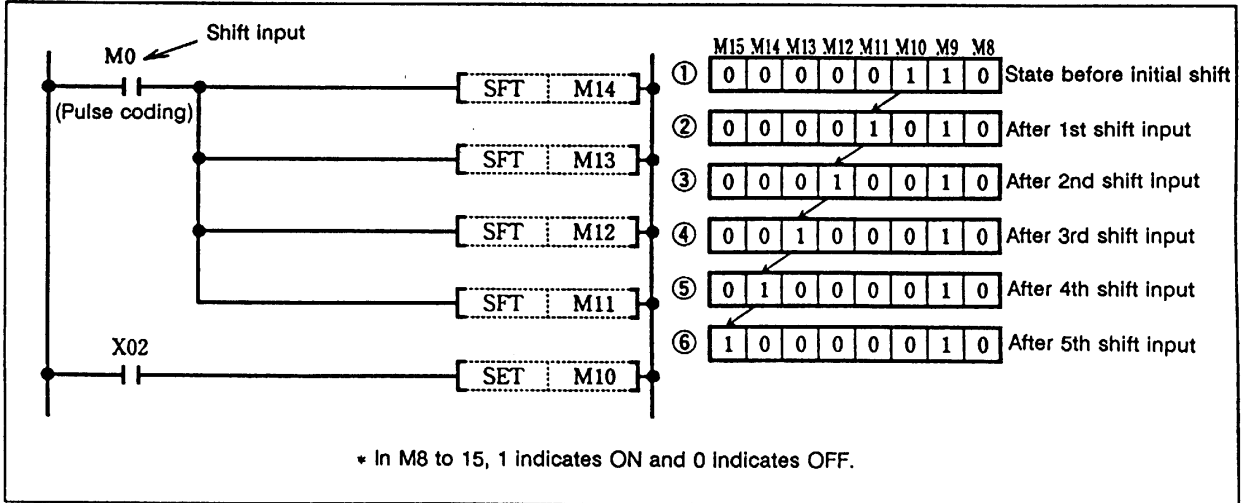 Shift input
M0
(Pulse coding)
SFT M14
SFT M13
SFT M12
SFT M11
X02
SET M10
M15 M14 M13 M12 M11 M10 M9 M8
① 0 0 0 0 0 1 1 0 State before initial shift
② 0 0 0 0 1 0 1 0 After 1st shift input
③ 0 0 0 1 0 0 1 0 After 2nd shift input
④ 0 0 1 0 0 0 1 0 After 3rd shift input
⑤ 0 1 0 0 0 0 1 0 After 4th shift input
⑥ 1 0 0 0 0 0 1 0 After 5th shift input
* In M8 to 15, 1 indicates ON and 0 indicates OFF.